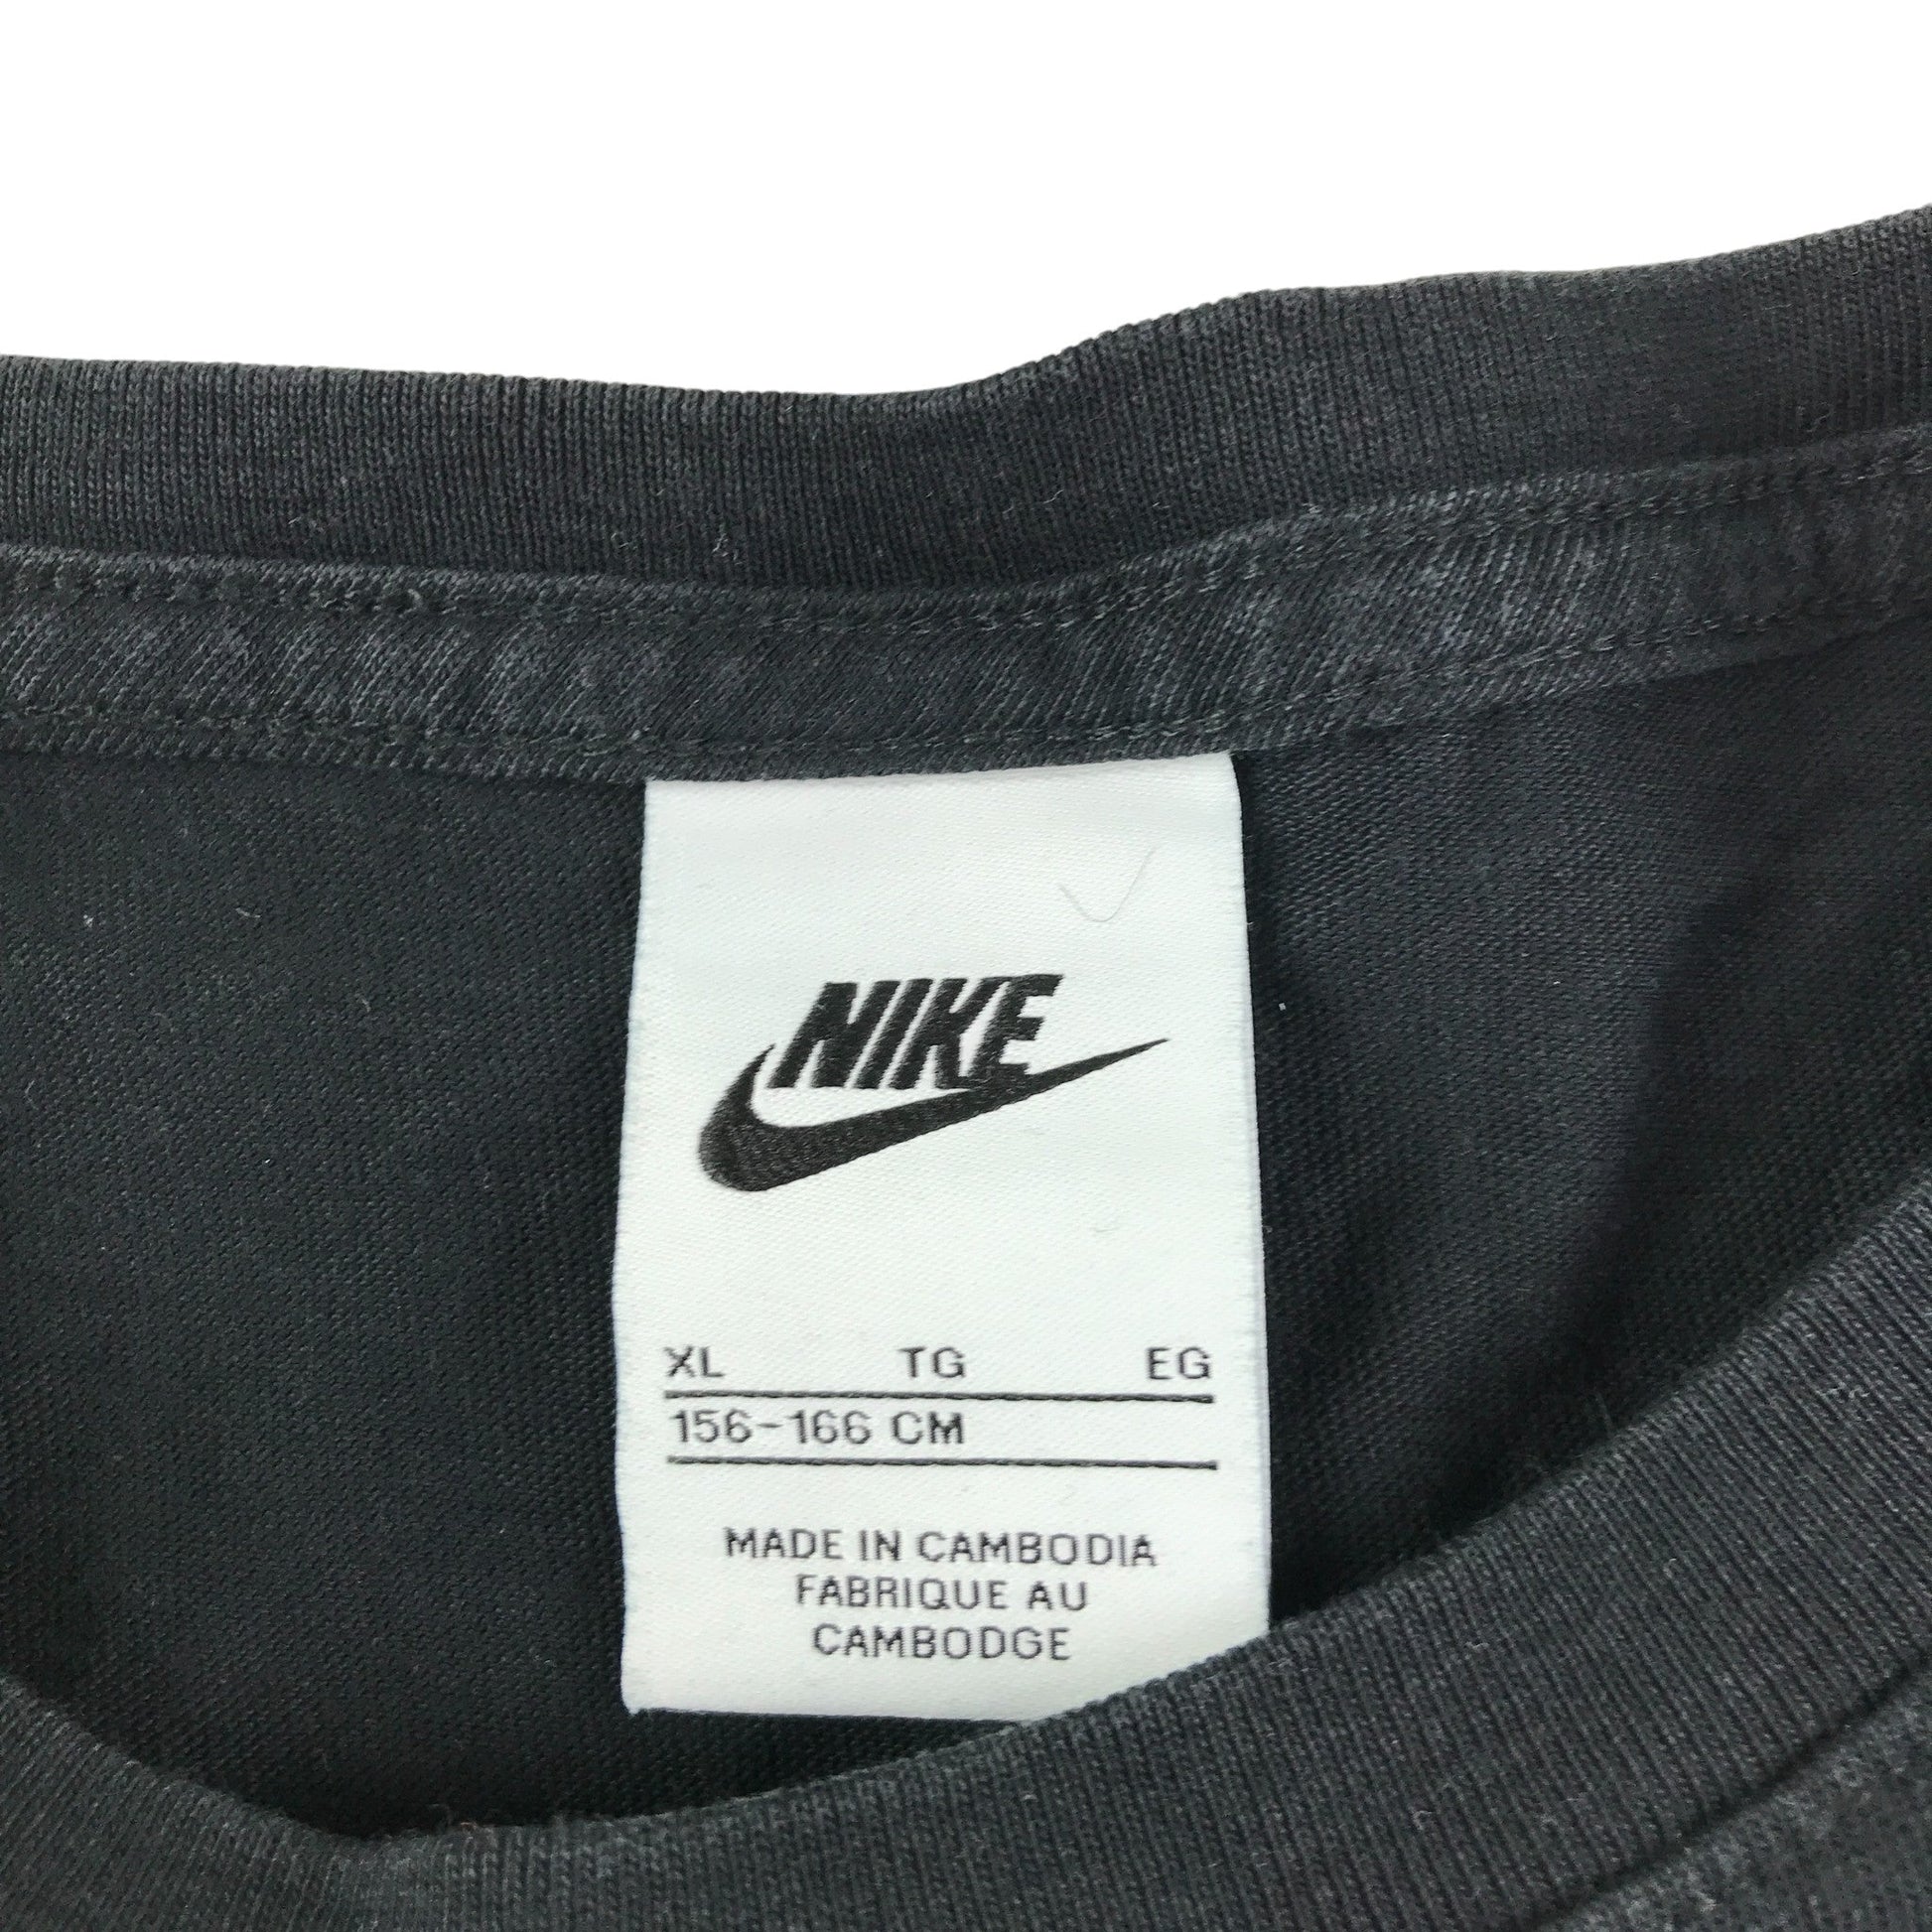 NIKE
XL TG EG
156-166 CM
MADE IN CAMBODIA
FABRIQUE AU
CAMBODGE